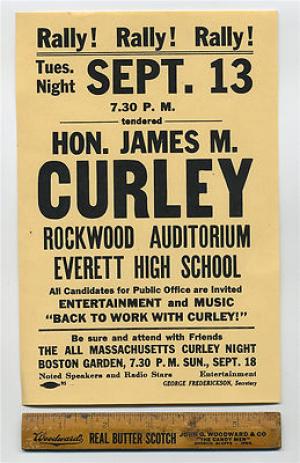 Rally! Rally! Rally!
Tues. Night SEPT. 13
7.30 P. M.
tendered
HON. JAMES M.
CURLEY
ROCKWOOD AUDITORIUM
EVERETT HIGH SCHOOL
All Candidates for Public Office are Invited
ENTERTAINMENT and MUSIC
"BACK TO WORK WITH CURLEY!"
Be sure and attend with Friends
THE ALL MASSACHUSETTS CURLEY NIGHT
BOSTON GARDEN, 7.30 P. M. SUN., SEPT. 18
Noted Speakers and Radio Stars Entertainment
GEORGE FREDERICKSON, Secretary
Woodward's REAL BUTTER SCOTCH JOHN G. WOODWARD & CO
"THE CANDY MEN"
COUNCIL BLUFFS